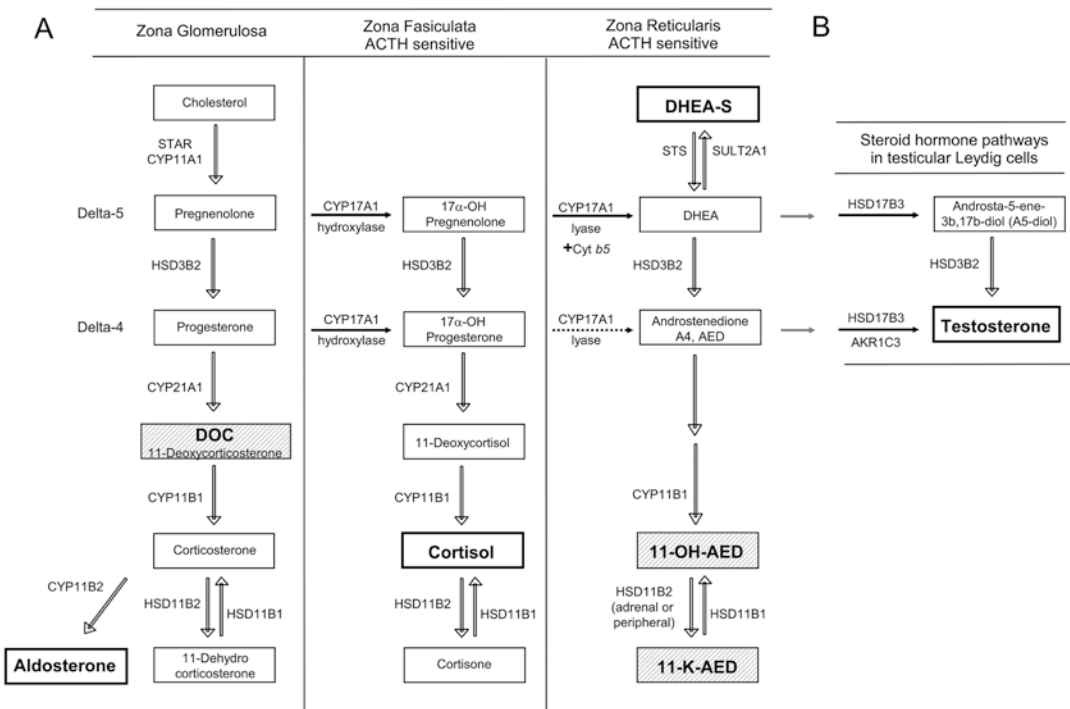 A
Zona Glomerulosa
Zona Fasiculata
ACTH sensitive
Zona Reticularis
ACTH sensitive
B
Cholesterol
STAR
CYP11A1
Delta-5
Pregnenolone
HSD3B2
Delta-4
Progesterone
CYP21A1
DOC
11-Deoxycorticosterone
CYP11B1
Corticosterone
CYP11B2
HSD11B2
HSD11B1
Aldosterone
11-Dehydro
corticosterone
CYP17A1
hydroxylase
17α-OH
Pregnenolone
HSD3B2
CYP17A1
hydroxylase
17α-OH
Progesterone
CYP21A1
11-Deoxycortisol
CYP11B1
Cortisol
HSD11B2
HSD11B1
Cortisone
DHEA-S
STS
SULT2A1
CYP17A1
lyase
+Cyt b5
DHEA
HSD3B2
CYP17A1
lyase
Androstenedione
A4, AED
CYP11B1
11-OH-AED
HSD11B2
(adrenal or
peripheral)
HSD11B1
11-K-AED
Steroid hormone pathways
in testicular Leydig cells
HSD17B3
Androsta-5-ene-
3b,17b-diol (A5-diol)
HSD3B2
HSD17B3
AKR1C3
Testosterone